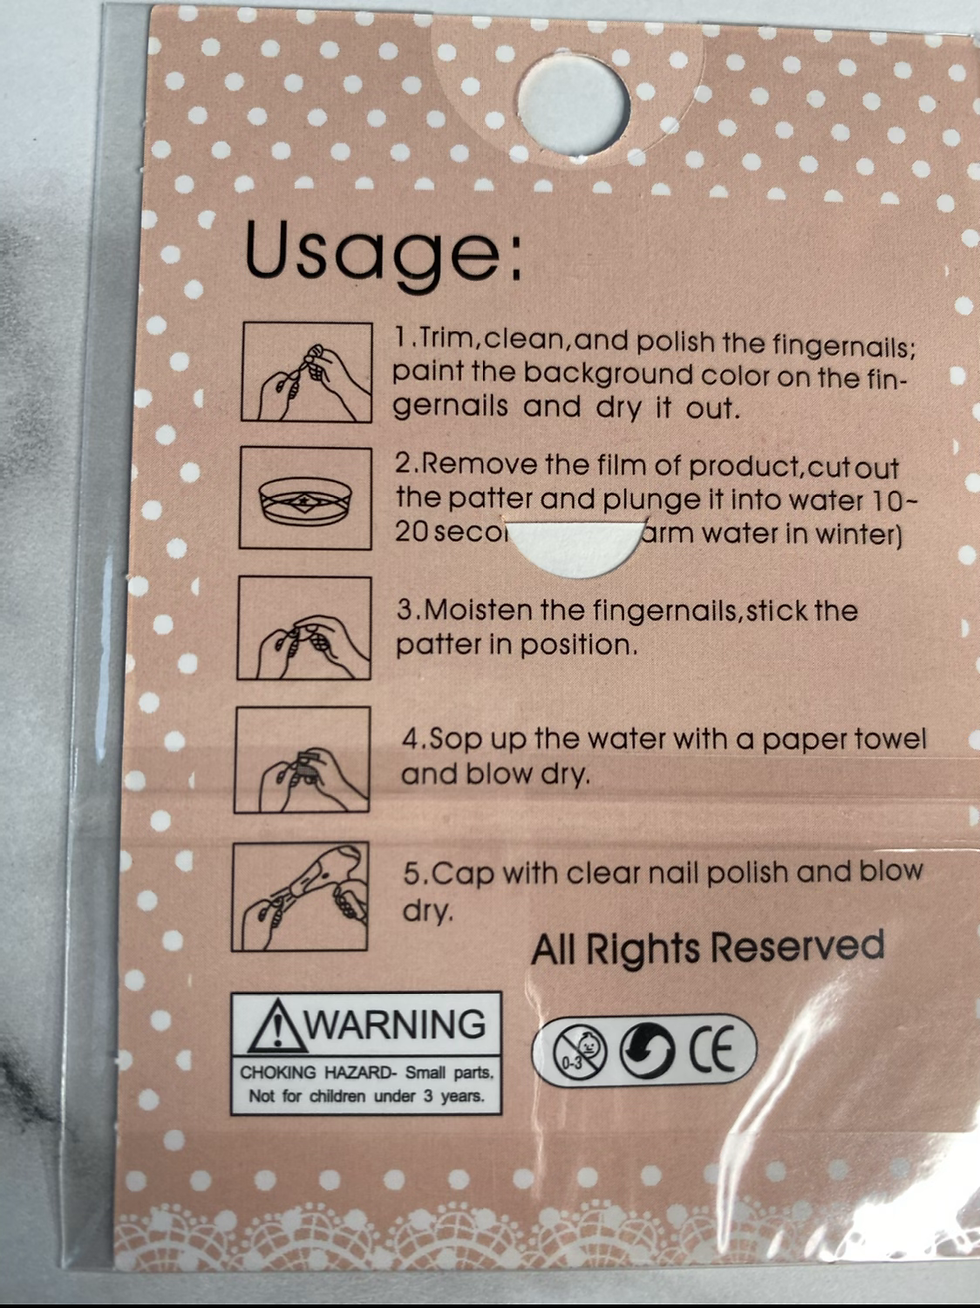 Usage:
1.Trim,clean,and polish the fingernails;
paint the background color on the fin-
gernails and dry it out.
2.Remove the film of product,cut out
the patter and plunge it into water 10-
20 water in winter)
3.Moisten the fingernails,stick the
patter in position.
4.Sop up the water with a paper towel
and blow dry.
5.Cap with clear nail polish and blow
dry.
All Rights Reserved
WARNING
CHOKING HAZARD- Small parts.
Not for children under 3 years.
0-3
CE